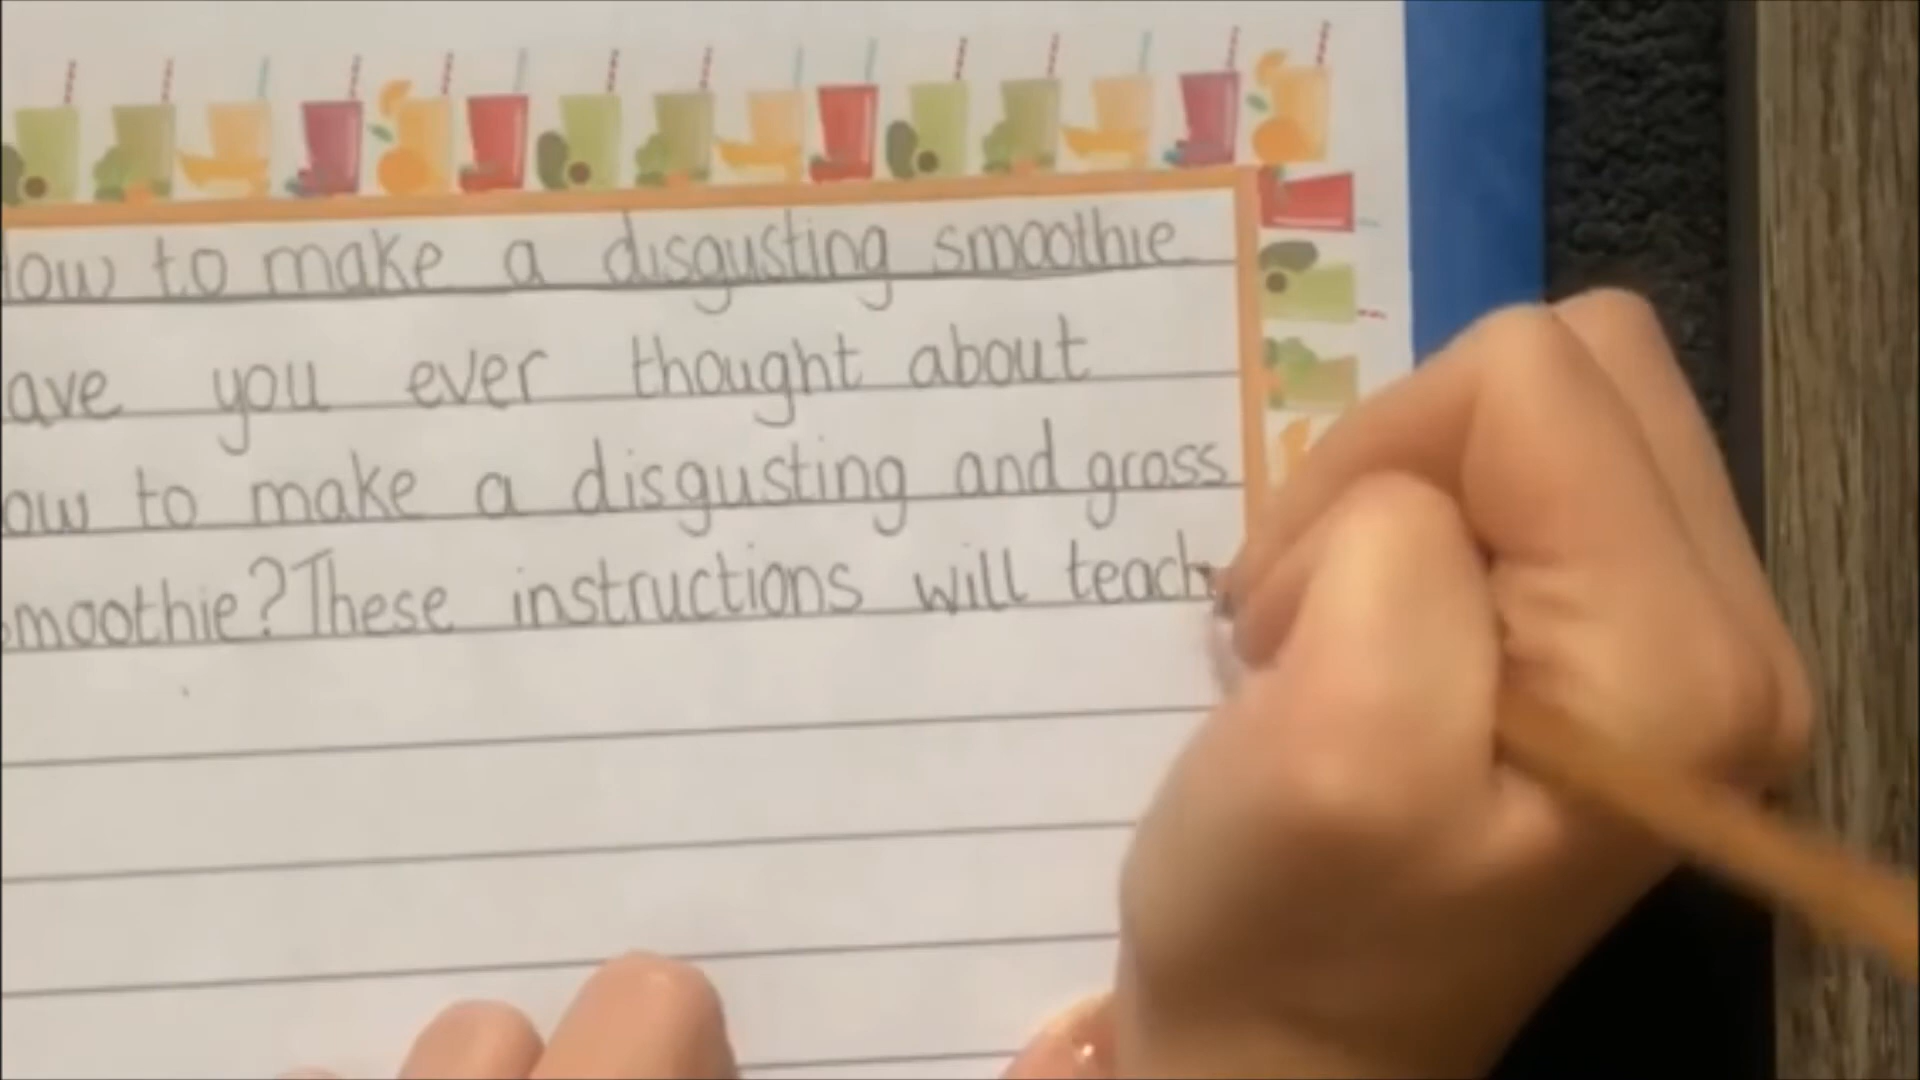 ow to make a disgusting smoothie
ave you ever thought about
ow to make a disgusting and gross
smoothie? These instructions will teach